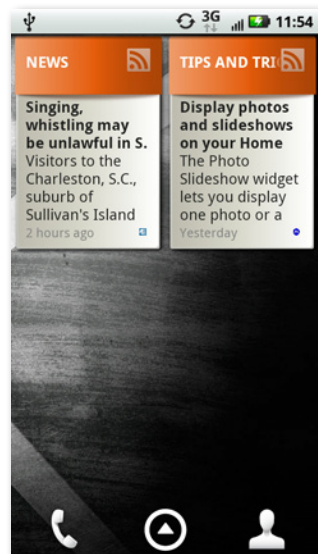 3G 11:54
NEWS
Singing,
whistling may
be unlawful in S.
Visitors to the
Charleston, S.C.,
suburb of
Sullivan's Island
2 hours ago
TIPS AND TRI
Display photos
and slideshows
on your Home
The Photo
Slideshow widget
lets you display
one photo or a
Yesterday